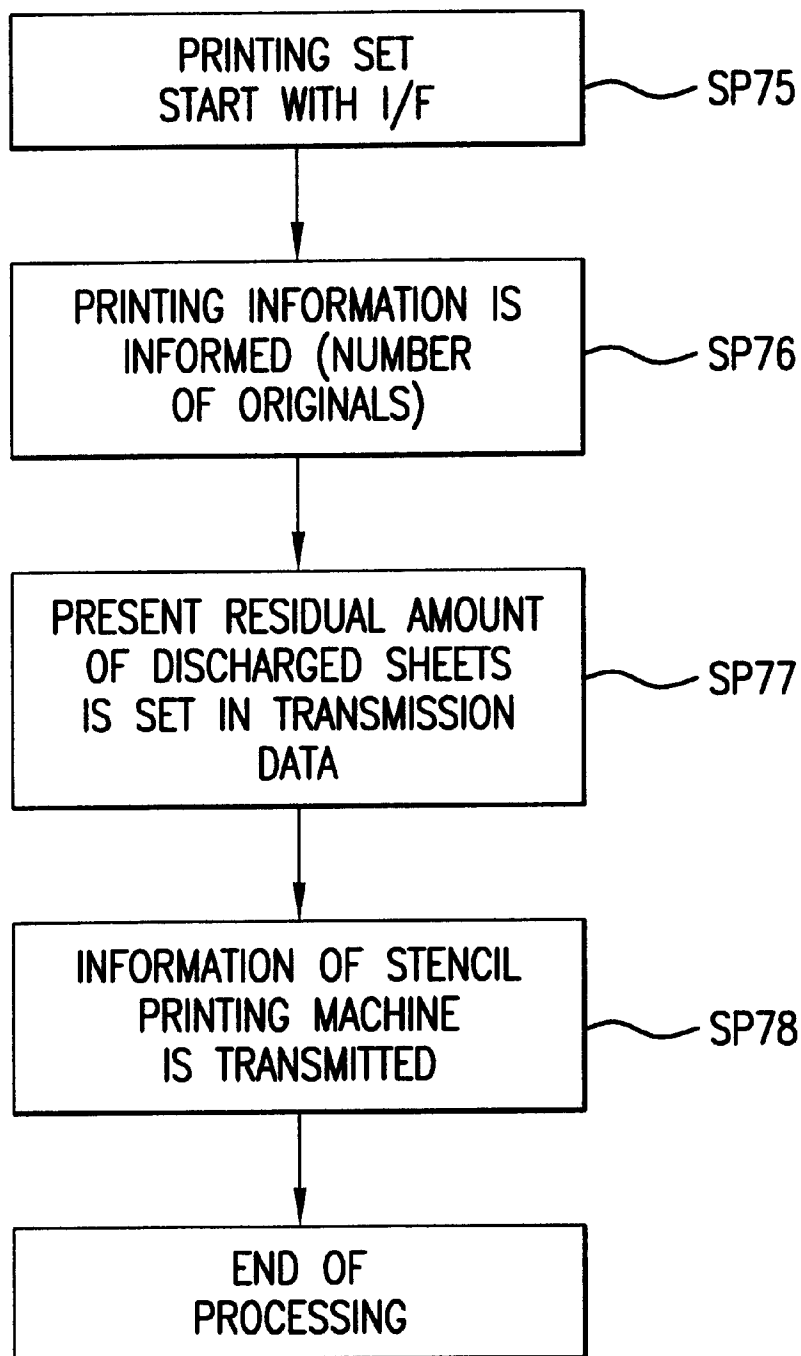 PRINTING SET
START WITH I/F
SP75
PRINTING INFORMATION IS
INFORMED (NUMBER
OF ORIGINALS)
SP76
PRESENT RESIDUAL AMOUNT
OF DISCHARGED SHEETS
IS SET IN TRANSMISSION
DATA
SP77
INFORMATION OF STENCIL
PRINTING MACHINE
IS TRANSMITTED
SP78
END OF
PROCESSING